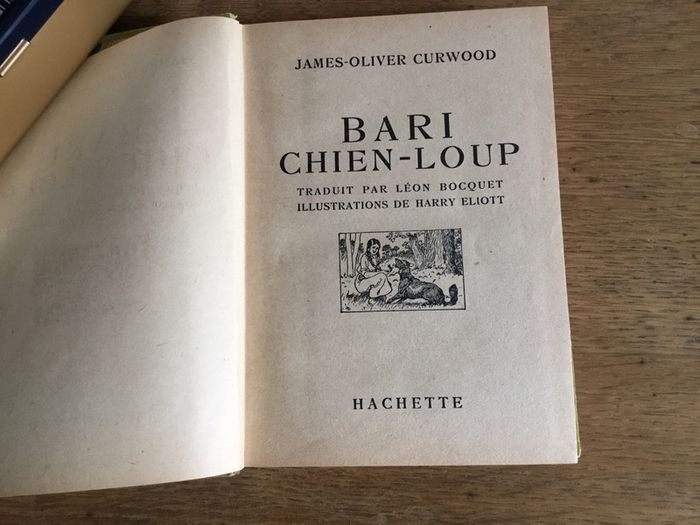 JAMES-OLIVER CURWOOD
BARI
CHIEN-LOUP
TRADUIT PAR LÉON BOCQUET
ILLUSTRATIONS DE HARRY ELIOTT
HACHETTE